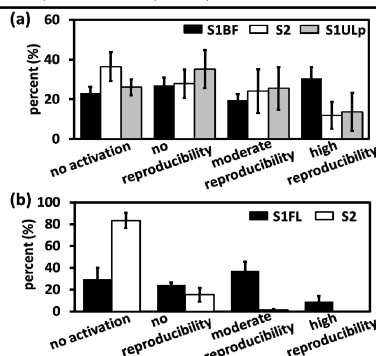 (a)
S1BF S2 S1ULp
percent (%)
60
40
20
0
no activation
no reproducibility
moderate reproducibility
high reproducibility
(b)
S1FL S2
percent (%)
100
80
60
40
20
0
no activation
no reproducibility
moderate reproducibility
high reproducibility